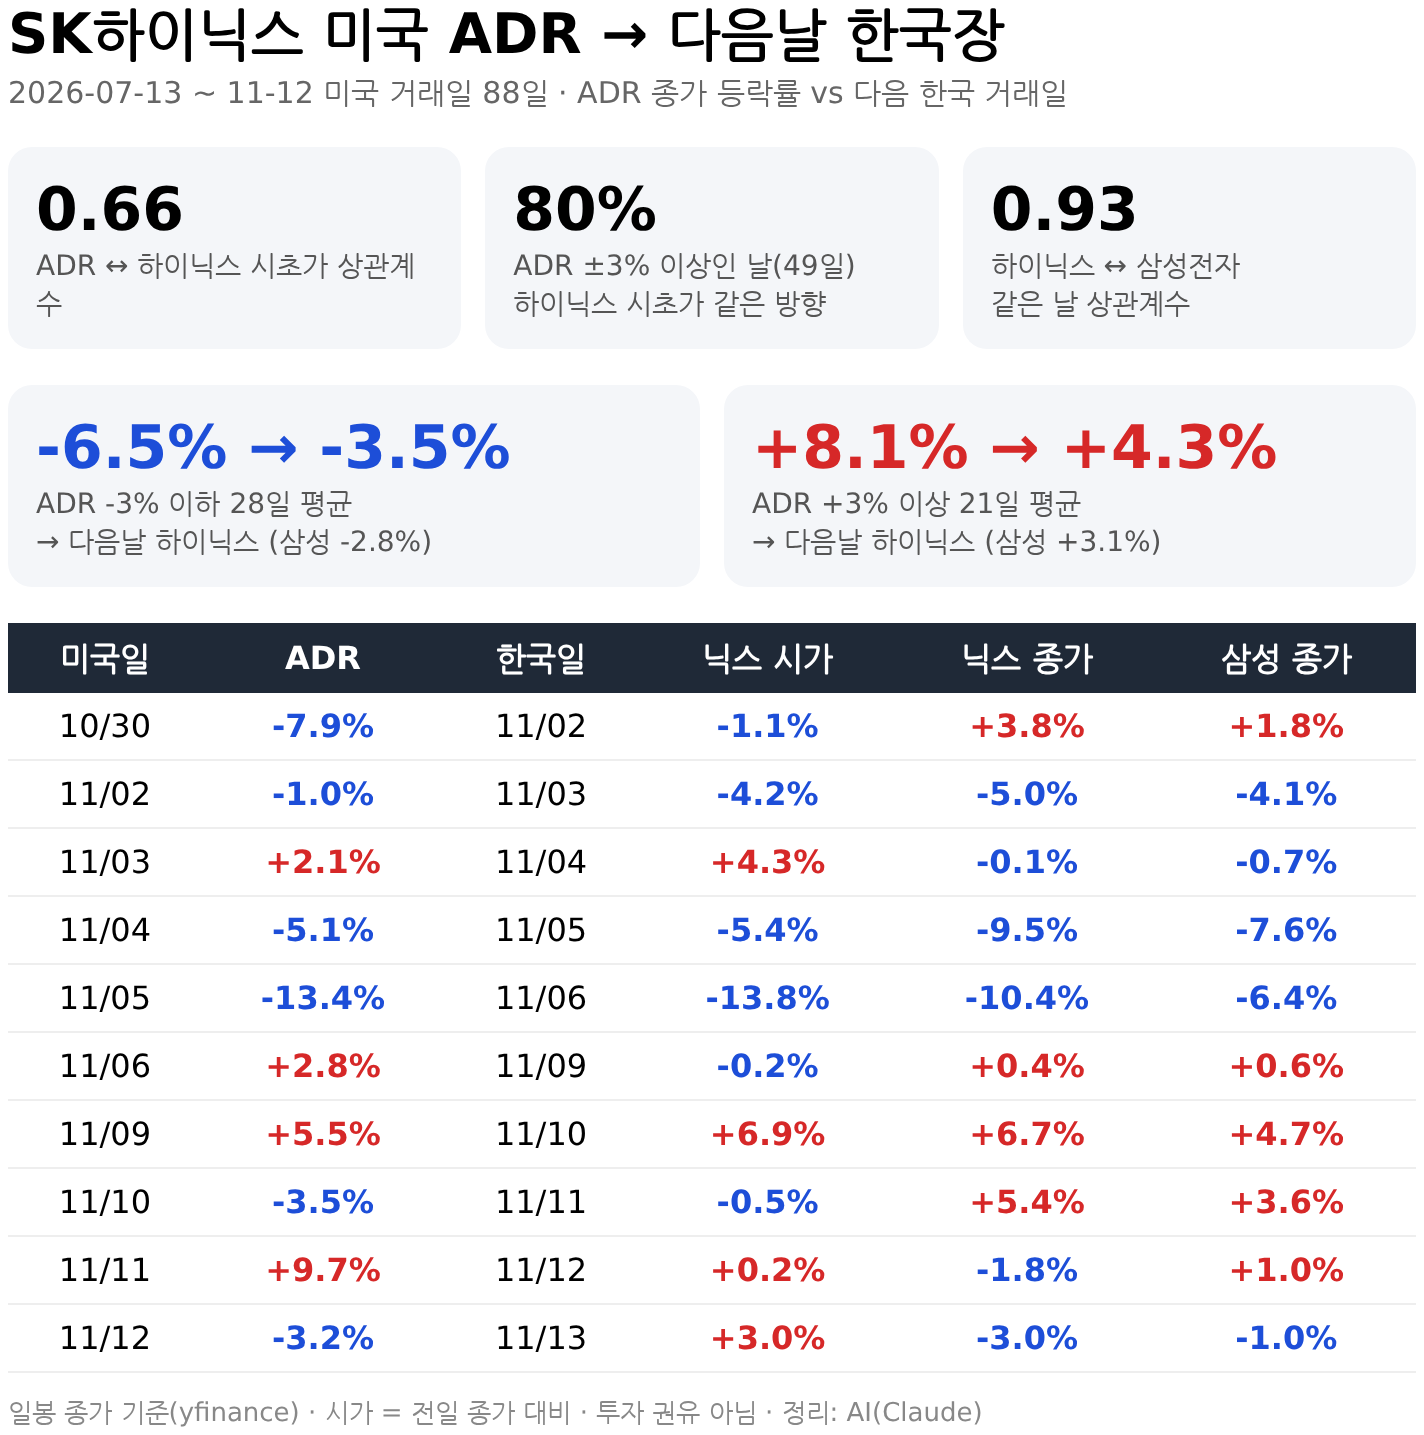 SK하이닉스 미국 ADR → 다음날 한국장
2026-07-13 ~ 11-12 미국 거래일 88일 · ADR 종가 등락률 vs 다음 한국 거래일
0.66
ADR ↔ 하이닉스 시초가 상관계
수
80%
ADR ±3% 이상인 날(49일)
하이닉스 시초가 같은 방향
0.93
하이닉스 ↔ 삼성전자
같은 날 상관계수
-6.5% → -3.5%
ADR -3% 이하 28일 평균
→ 다음날 하이닉스 (삼성 -2.8%)
+8.1% → +4.3%
ADR +3% 이상 21일 평균
→ 다음날 하이닉스 (삼성 +3.1%)
미국일 ADR 한국일 닉스 시가 닉스 종가 삼성 종가
10/30 -7.9% 11/02 -1.1% +3.8% +1.8%
11/02 -1.0% 11/03 -4.2% -5.0% -4.1%
11/03 +2.1% 11/04 +4.3% -0.1% -0.7%
11/04 -5.1% 11/05 -5.4% -9.5% -7.6%
11/05 -13.4% 11/06 -13.8% -10.4% -6.4%
11/06 +2.8% 11/09 -0.2% +0.4% +0.6%
11/09 +5.5% 11/10 +6.9% +6.7% +4.7%
11/10 -3.5% 11/11 -0.5% +5.4% +3.6%
11/11 +9.7% 11/12 +0.2% -1.8% +1.0%
11/12 -3.2% 11/13 +3.0% -3.0% -1.0%
일봉 종가 기준(yfinance) · 시가 = 전일 종가 대비 · 투자 권유 아님 · 정리: AI(Claude)